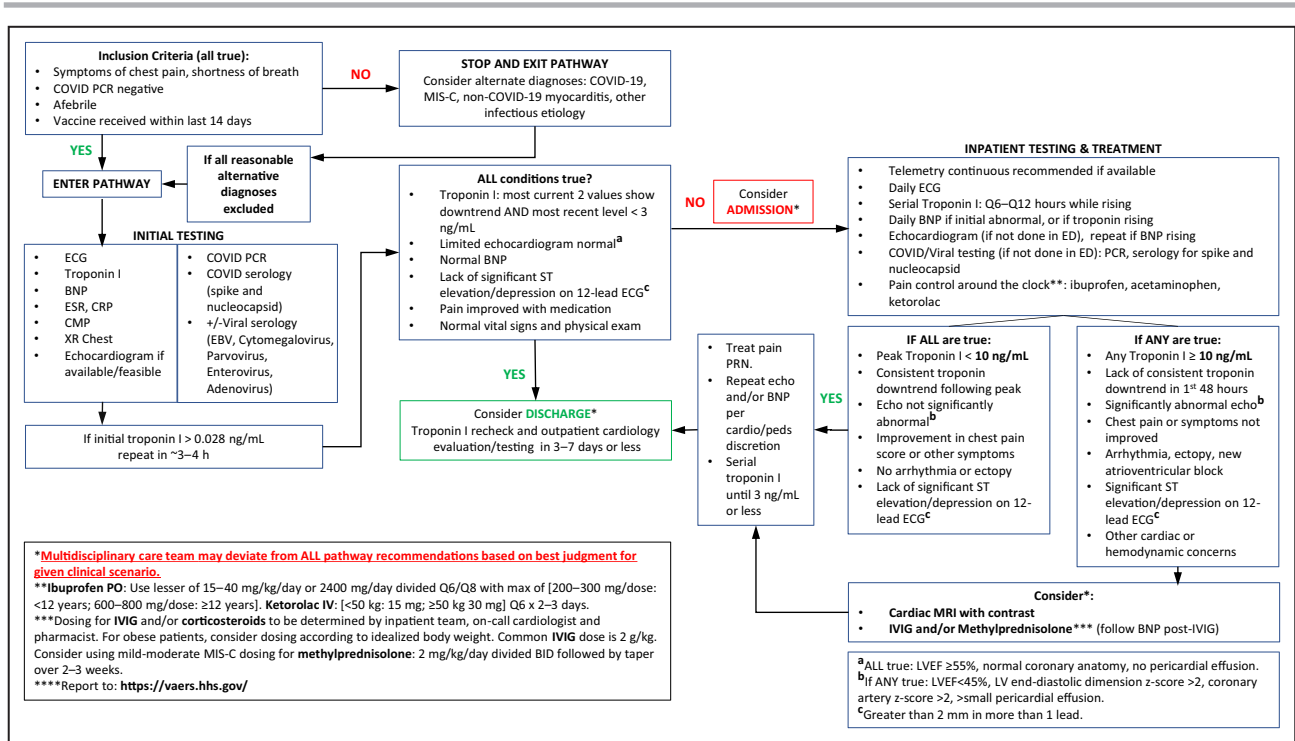 Inclusion Criteria (all true):
• Symptoms of chest pain, shortness of breath
• COVID PCR negative
• Afebrile
• Vaccine received within last 14 days
NO
STOP AND EXIT PATHWAY
Consider alternate diagnoses: COVID-19,
MIS-C, non-COVID-19 myocarditis, other
infectious etiology
YES
ENTER PATHWAY
If all reasonable
alternative
diagnoses
excluded
INITIAL TESTING
• ECG
• Troponin I
• BNP
• ESR, CRP
• CMP
• XR Chest
• Echocardiogram if
available/feasible
• COVID PCR
• COVID serology
(spike and
nucleocapsid)
• +/-Viral serology
(EBV, Cytomegalovirus,
Parvovirus,
Enterovirus,
Adenovirus)
If initial troponin I > 0.028 ng/mL
repeat in ~3–4 h
ALL conditions true?
• Troponin I: most current 2 values show
downtrend AND most recent level < 3
ng/mL
• Limited echocardiogram normal a
• Normal BNP
• Lack of significant ST
elevation/depression on 12-lead ECG c
• Pain improved with medication
• Normal vital signs and physical exam
NO
Consider
ADMISSION*
YES
Consider DISCHARGE*
Troponin I recheck and outpatient cardiology
evaluation/testing in 3–7 days or less
INPATIENT TESTING & TREATMENT
• Telemetry continuous recommended if available
• Daily ECG
• Serial Troponin I: Q6–Q12 hours while rising
• Daily BNP if initial abnormal, or if troponin rising
• Echocardiogram (if not done in ED), repeat if BNP rising
• COVID/Viral testing (if not done in ED): PCR, serology for spike and
nucleocapsid
• Pain control around the clock**: ibuprofen, acetaminophen,
ketorolac
IF ALL are true:
• Peak Troponin I < 10 ng/mL
• Consistent troponin
downtrend following peak
• Echo not significantly
abnormal b
• Improvement in chest pain
score or other symptoms
• No arrhythmia or ectopy
• Lack of significant ST
elevation/depression on 12-
lead ECG c
If ANY are true:
• Any Troponin I ≥ 10 ng/mL
• Lack of consistent troponin
downtrend in 1st 48 hours
• Significantly abnormal echo b
• Chest pain or symptoms not
improved
• Arrhythmia, ectopy, new
atrioventricular block
• Significant ST
elevation/depression on 12-
lead ECG c
• Other cardiac or
hemodynamic concerns
YES
• Treat pain
PRN.
• Repeat echo
and/or BNP
per
cardio/peds
discretion
• Serial
troponin I
until 3 ng/mL
or less
Consider*:
• Cardiac MRI with contrast
• IVIG and/or Methylprednisolone*** (follow BNP post-IVIG)
*Multidisciplinary care team may deviate from ALL pathway recommendations based on best judgment for
given clinical scenario.
**Ibuprofen PO: Use lesser of 15–40 mg/kg/day or 2400 mg/day divided Q6/Q8 with max of [200–300 mg/dose:
<12 years; 600–800 mg/dose: ≥12 years]. Ketorolac IV: [<50 kg: 15 mg; ≥50 kg 30 mg] Q6 x 2–3 days.
***Dosing for IVIG and/or corticosteroids to be determined by inpatient team, on-call cardiologist and
pharmacist. For obese patients, consider dosing according to idealized body weight. Common IVIG dose is 2 g/kg.
Consider using mild-moderate MIS-C dosing for methylprednisolone: 2 mg/kg/day divided BID followed by taper
over 2–3 weeks.
****Report to: https://vaers.hhs.gov/
a ALL true: LVEF ≥55%, normal coronary anatomy, no pericardial effusion.
b If ANY true: LVEF<45%, LV end-diastolic dimension z-score >2, coronary
artery z-score >2, >small pericardial effusion.
c Greater than 2 mm in more than 1 lead.